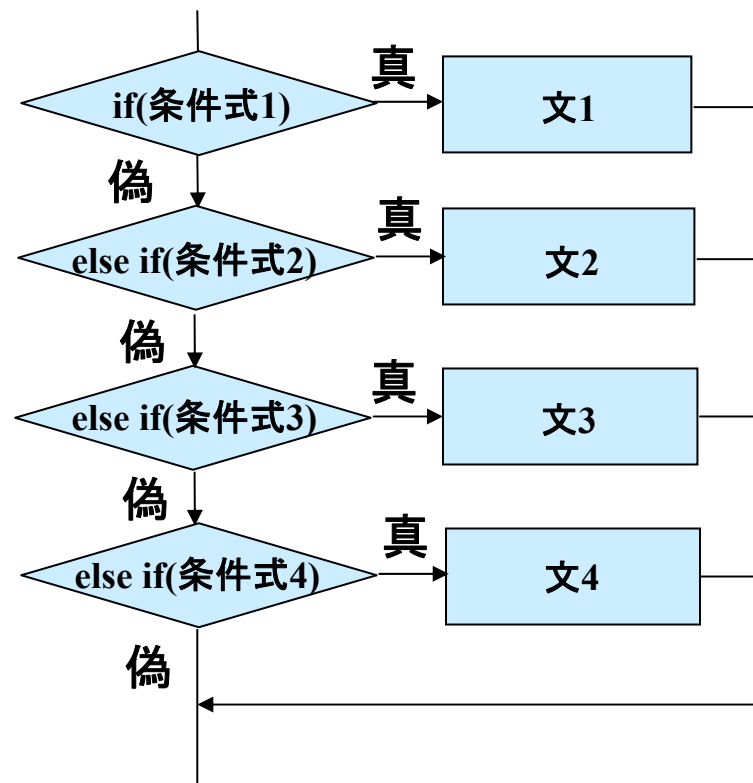 真
if(条件式1)
文1
偽
真
else if(条件式2)
文2
偽
真
else if(条件式3)
文3
偽
真
else if(条件式4)
文4
偽